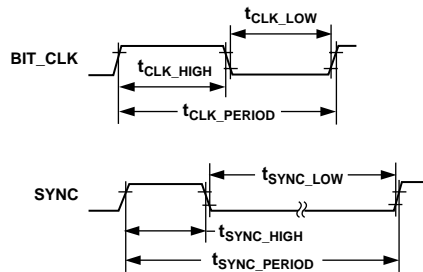 tCLK_LOW
BIT_CLK
tCLK_HIGH
tCLK_PERIOD
tSYNC_LOW
SYNC
tSYNC_HIGH
tSYNC_PERIOD